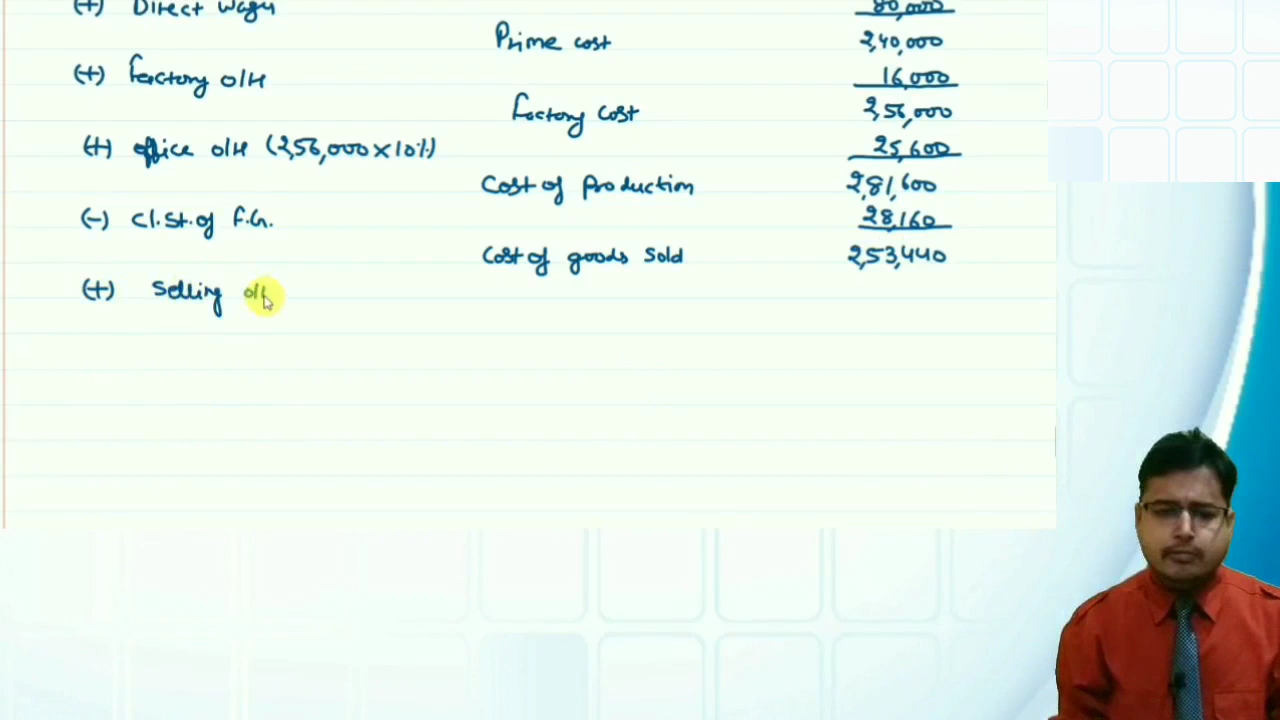 (+) Direct Wages 80,000
Prime cost 2,40,000
(+) Factory o/H 16,000
Factory Cost 2,56,000
(+) office o/H (2,56,000×10%) 25,600
Cost of Production 2,81,600
(-) Cl.St.of F.G. 28,160
Cost of goods Sold 2,53,440
(+) Selling o/H